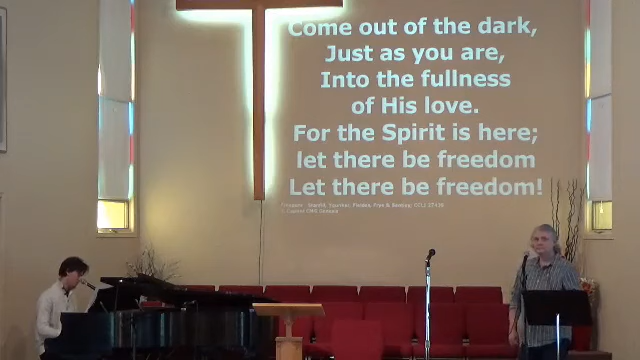 Come out of the dark,
Just as you are,
Into the fullness
of His love.
For the Spirit is here;
let there be freedom
Let there be freedom!